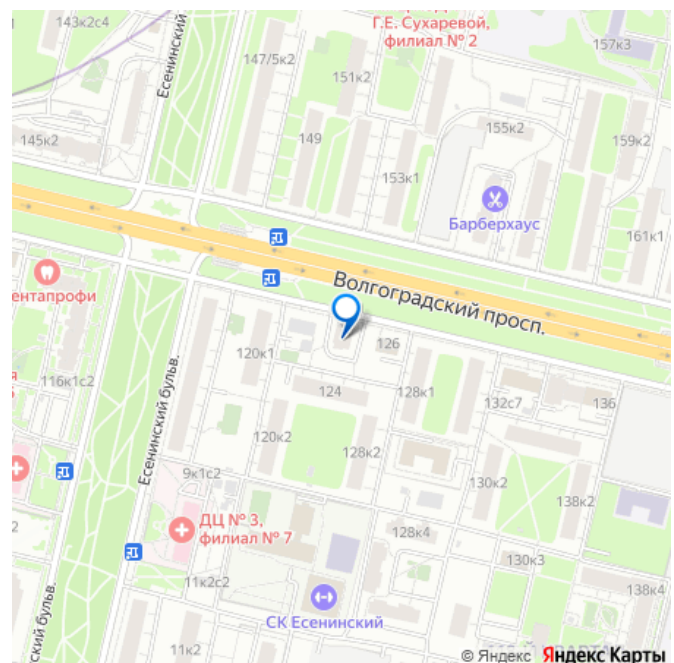 143к2с4
Г.Е. Сухаревой,
филиал № 2
157к3
Есенинский
147/5к2
151к2
145к2
149
155к2
159к2
153к1
Барберхаус
161к1
ентапрофи
Волгоградский просп.
120к1
126
116к1с2
Есенинский бульв.
124
128к1
132с7
136
120к2
128к2
9к1с2
130к2
138к2
ДЦ № 3,
филиал № 7
128к4
130к3
11к2с2
138к4
СК Есенинский
ский бульв.
11к2
© Яндекс Яндекс Карты